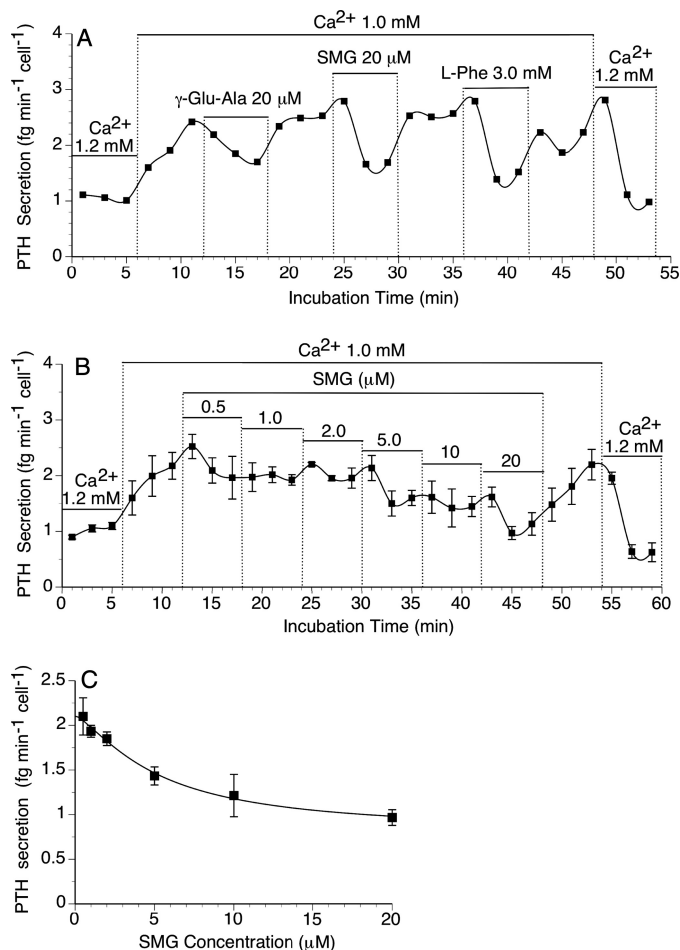 A
Ca2+ 1.0 mM
SMG 20 μM
L-Phe 3.0 mM
Ca2+
1.2 mM
γ-Glu-Ala 20 μM
Ca2+
1.2 mM
PTH Secretion (fg min-1 cell-1)
4
3
2
1
0
0 5 10 15 20 25 30 35 40 45 50 55
Incubation Time (min)
B
Ca2+ 1.0 mM
SMG (μM)
0.5 1.0 2.0 5.0 10 20
Ca2+
1.2 mM
Ca2+
1.2 mM
PTH Secretion (fg min-1 cell-1)
4
3
2
1
0
0 5 10 15 20 25 30 35 40 45 50 55 60
Incubation Time (min)
C
PTH secretion (fg min-1 cell-1)
2.5
2
1.5
1
0.5
0
0 5 10 15 20
SMG Concentration (μM)